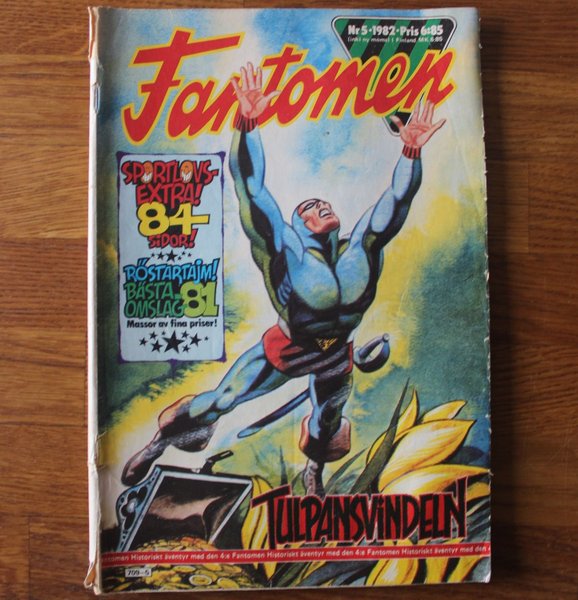 Nr 5 · 1982 · Pris 6:85
(inkl ny moms) I Finland MK 6:85
Fantomen
SPORTLOVS-
EXTRA!
84
SIDOR!
RÖSTARTAJM!
BÄSTA
OMSLAG 81
Massor av fina priser!
TULPANSVINDELN
antomen Historiskt äventyr med den 4:e Fantomen Historiskt äventyr med den 4:e Fantomen Historiskt äventyr med den
709-5